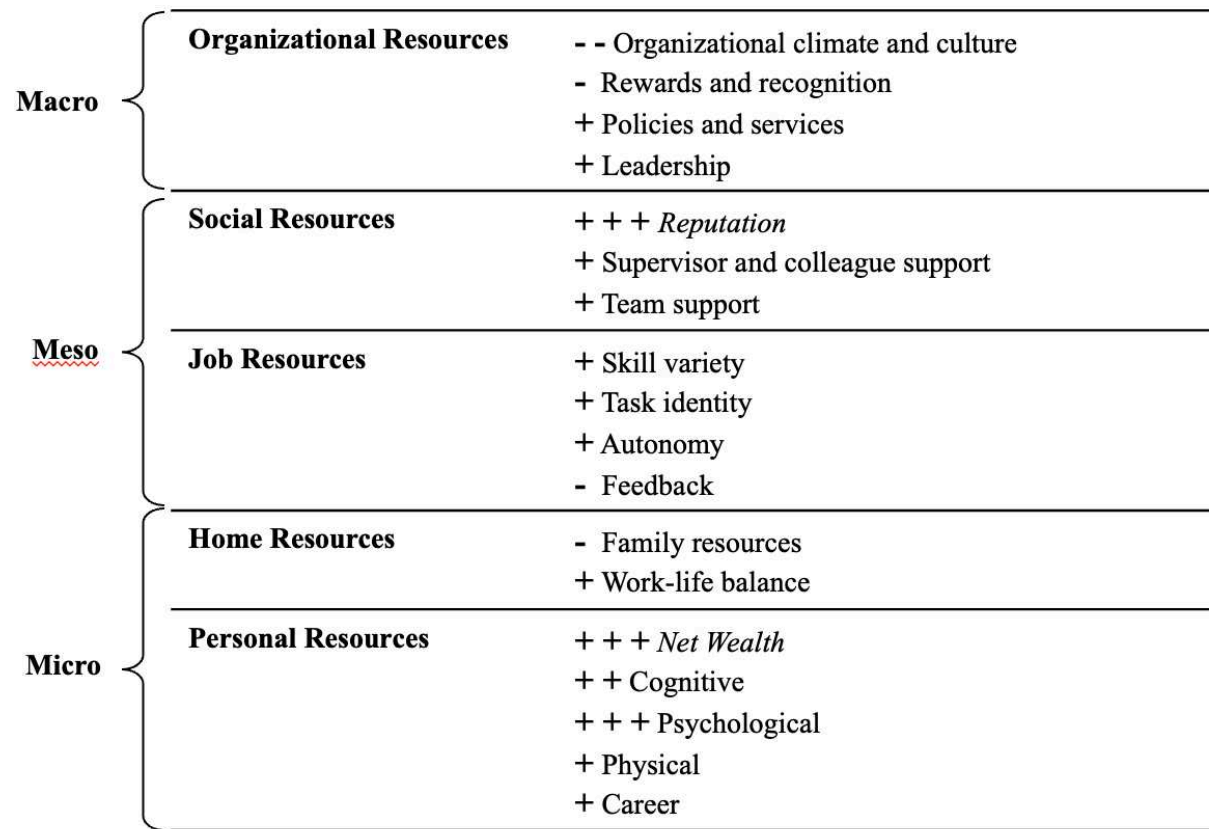 Macro
Organizational Resources
- - Organizational climate and culture
- Rewards and recognition
+ Policies and services
+ Leadership
Meso
Social Resources
+ + + Reputation
+ Supervisor and colleague support
+ Team support
Job Resources
+ Skill variety
+ Task identity
+ Autonomy
- Feedback
Micro
Home Resources
- Family resources
+ Work-life balance
Personal Resources
+ + + Net Wealth
+ + Cognitive
+ + + Psychological
+ Physical
+ Career